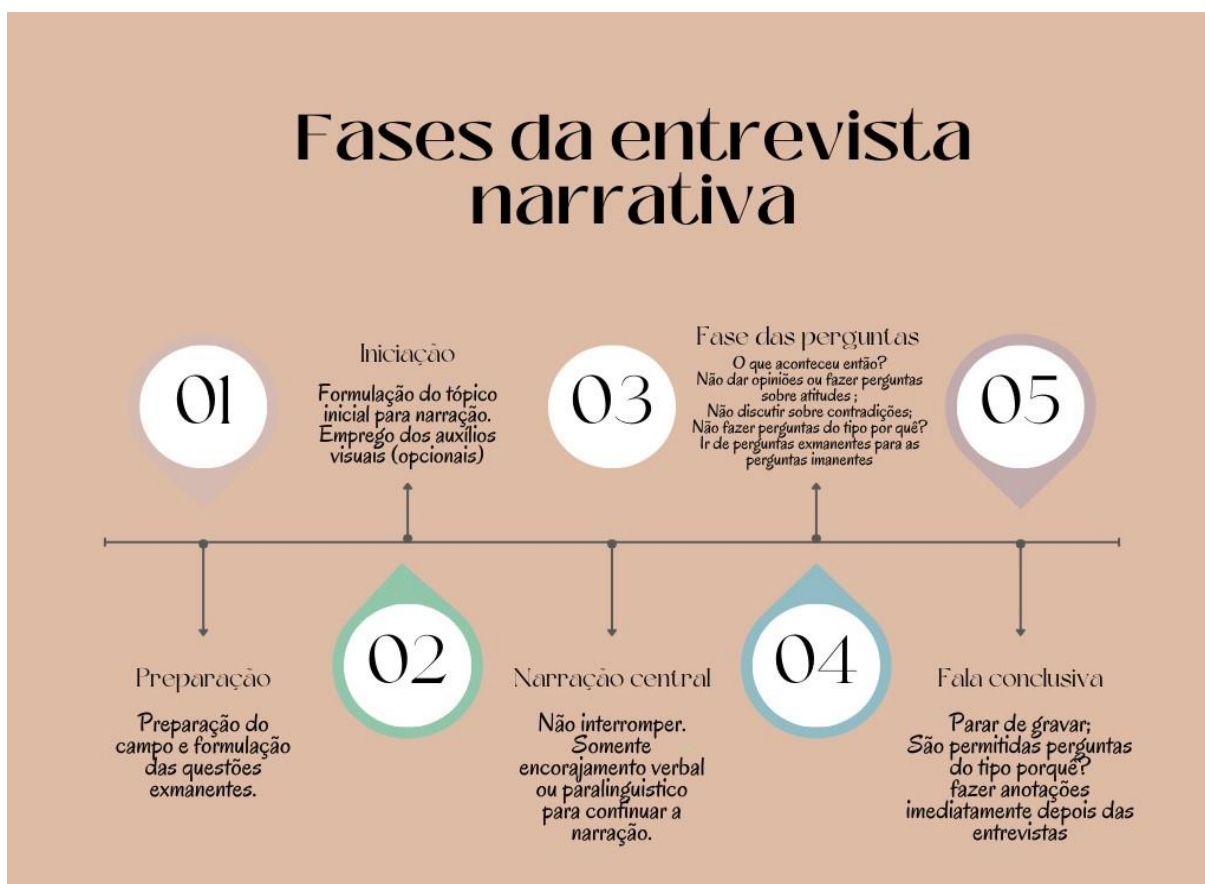 Fases da entrevista
narrativa
01
Preparação
Preparação do
campo e formulação
das questões
exmanentes.
02
Iniciação
Formulação do tópico
inicial para narração.
Emprego dos auxílios
visuais (opcionais)
03
Narração central
Não interromper.
Somente
encorajamento verbal
ou paralinguistico
para continuar a
narração.
04
Fase das perguntas
O que aconteceu então?
Não dar opiniões ou fazer perguntas
sobre atitudes ;
Não discutir sobre contradições;
Não fazer perguntas do tipo por quê?
Ir de perguntas exmanentes para as
perguntas imanentes
05
Fala conclusiva
Parar de gravar;
São permitidas perguntas
do tipo porquê?
fazer anotações
imediatamente depois das
entrevistas